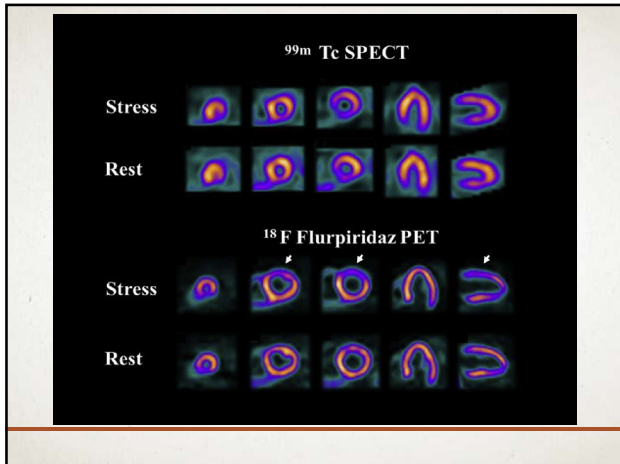 99m Tc SPECT
Stress
Rest
18 F Flurpiridaz PET
Stress
Rest